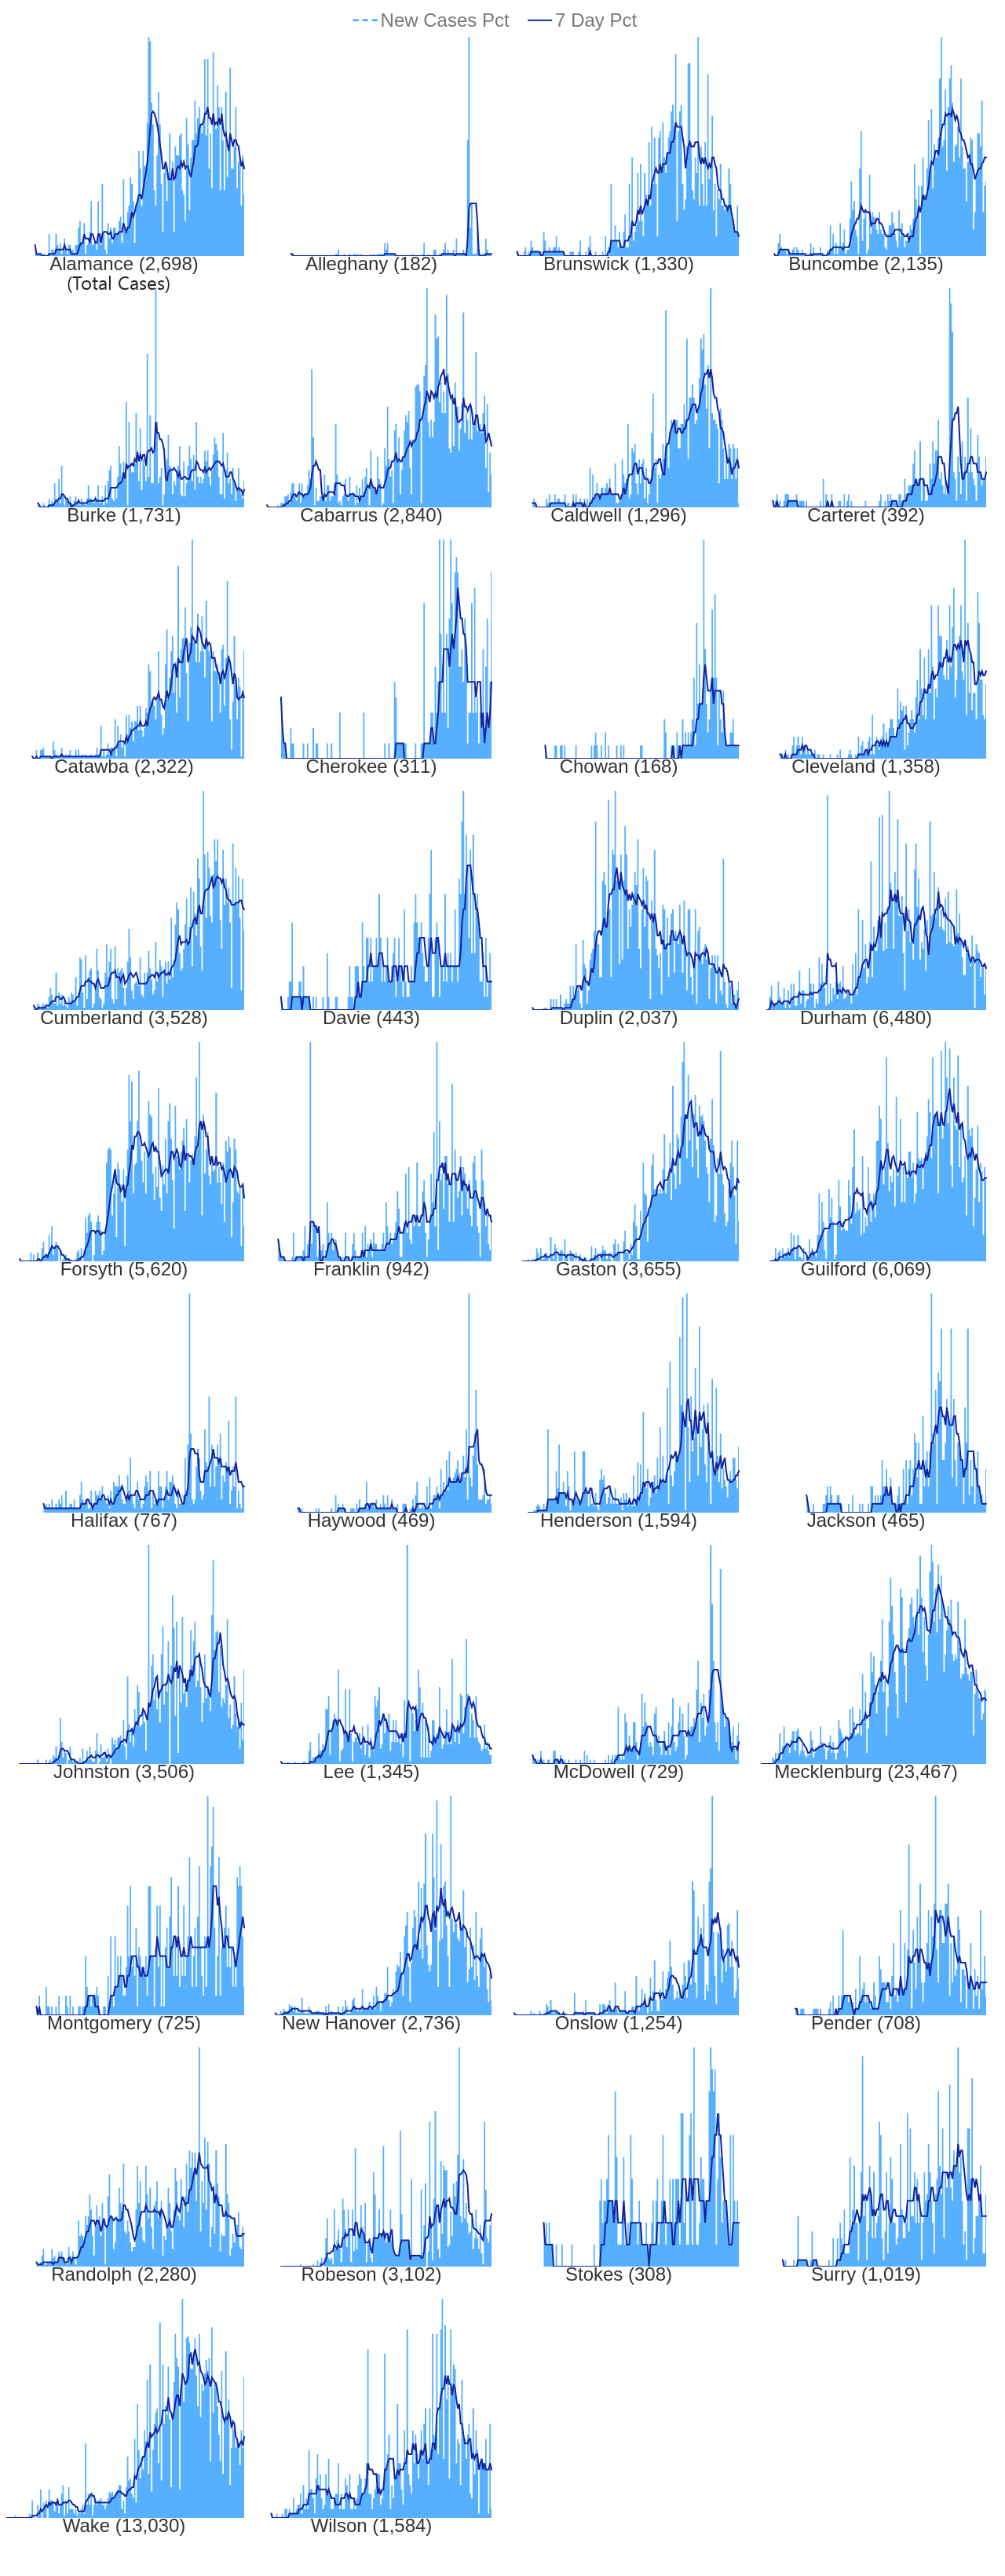 New Cases Pct 7 Day Pct
Alamance (2,698) Alleghany (182) Brunswick (1,330) Buncombe (2,135)
(Total Cases)
Burke (1,731) Cabarrus (2,840) Caldwell (1,296) Carteret (392)
Catawba (2,322) Cherokee (311) Chowan (168) Cleveland (1,358)
Cumberland (3,528) Davie (443) Duplin (2,037) Durham (6,480)
Forsyth (5,620) Franklin (942) Gaston (3,655) Guilford (6,069)
Halifax (767) Haywood (469) Henderson (1,594) Jackson (465)
Johnston (3,506) Lee (1,345) McDowell (729) Mecklenburg (23,467)
Montgomery (725) New Hanover (2,736) Onslow (1,254) Pender (708)
Randolph (2,280) Robeson (3,102) Stokes (308) Surry (1,019)
Wake (13,030) Wilson (1,584)